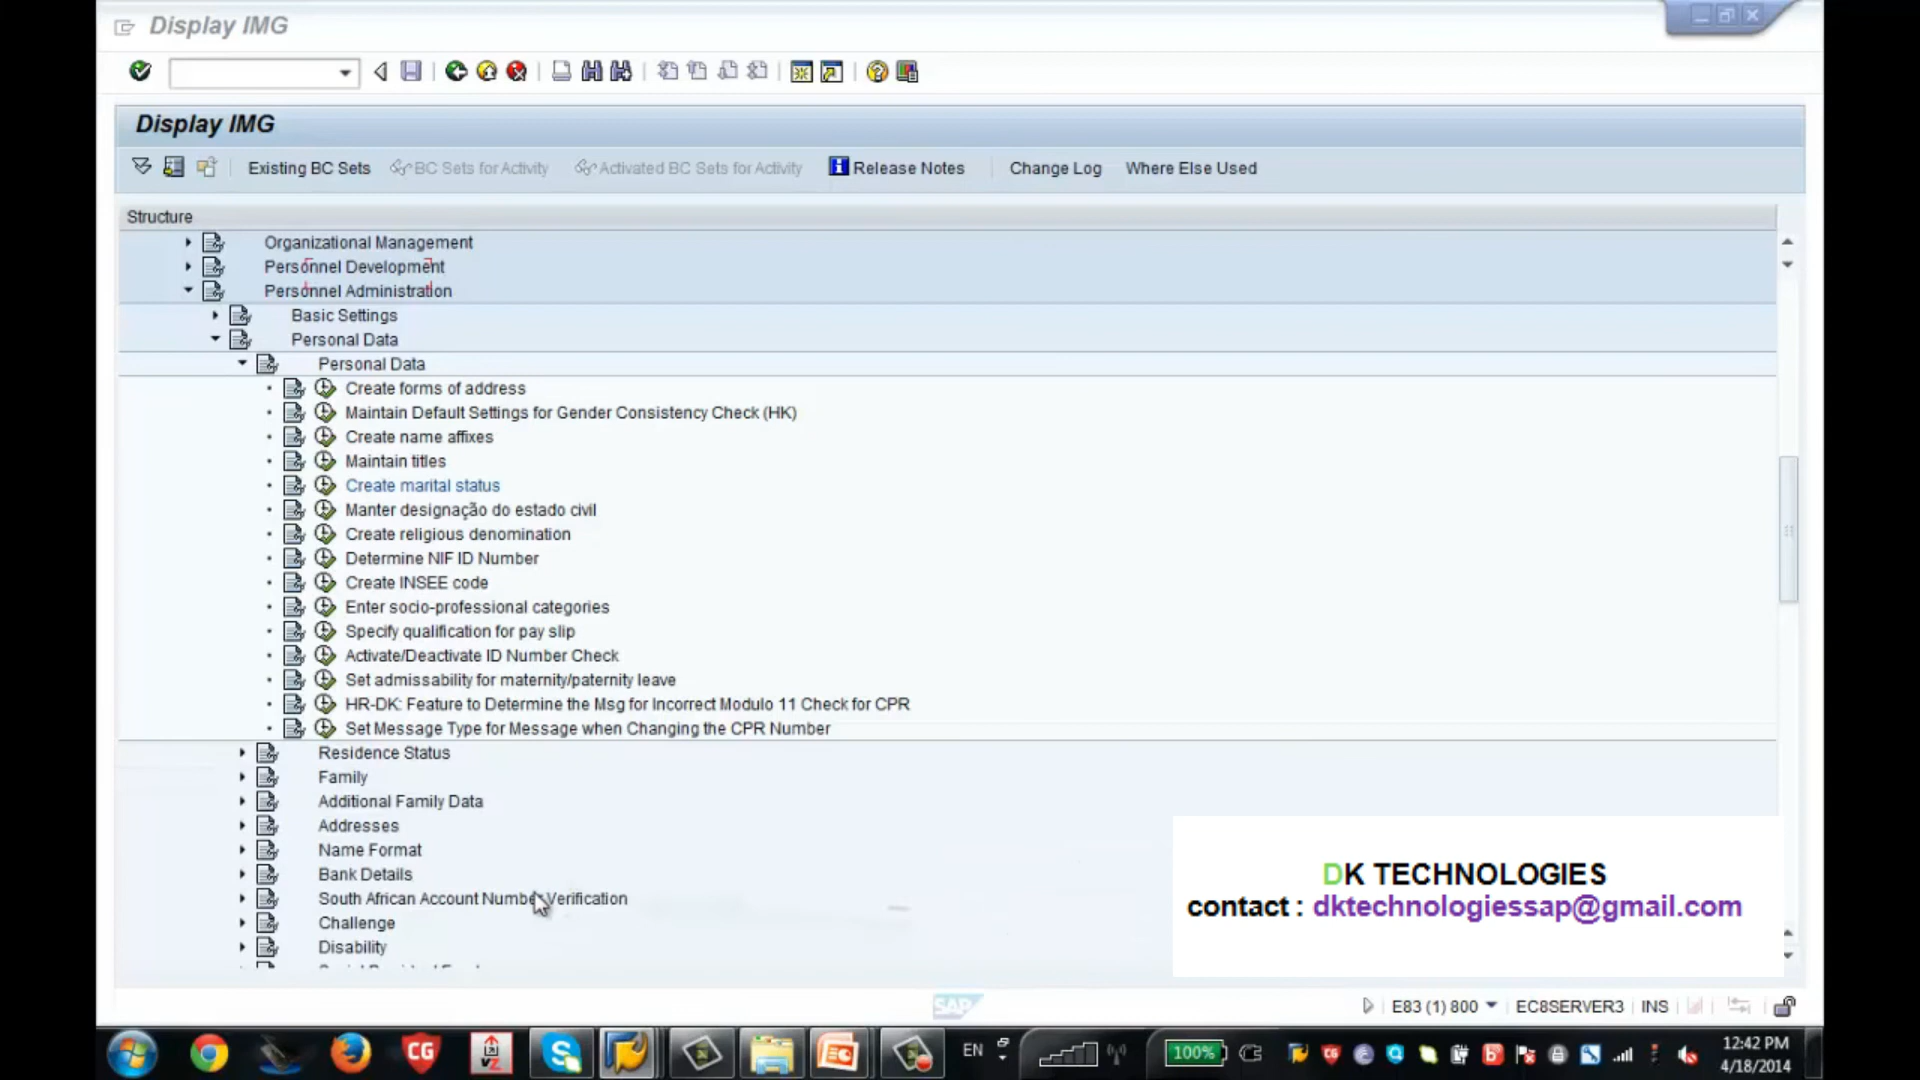 Display IMG
Display IMG
Existing BC Sets BC Sets for Activity Activated BC Sets for Activity Release Notes Change Log Where Else Used
Structure
Organizational Management
Personnel Development
Personnel Administration
Basic Settings
Personal Data
Personal Data
Create forms of address
Maintain Default Settings for Gender Consistency Check (HK)
Create name affixes
Maintain titles
Create marital status
Manter designação do estado civil
Create religious denomination
Determine NIF ID Number
Create INSEE code
Enter socio-professional categories
Specify qualification for pay slip
Activate/Deactivate ID Number Check
Set admissability for maternity/paternity leave
HR-DK: Feature to Determine the Msg for Incorrect Modulo 11 Check for CPR
Set Message Type for Message when Changing the CPR Number
Residence Status
Family
Additional Family Data
Addresses
Name Format
Bank Details
South African Account Number Verification
Challenge
Disability
DK TECHNOLOGIES
contact : dktechnologiessap@gmail.com
SAP
E83 (1) 800 EC8SERVER3 INS
CG
EN
100%
12:42 PM
4/18/2014